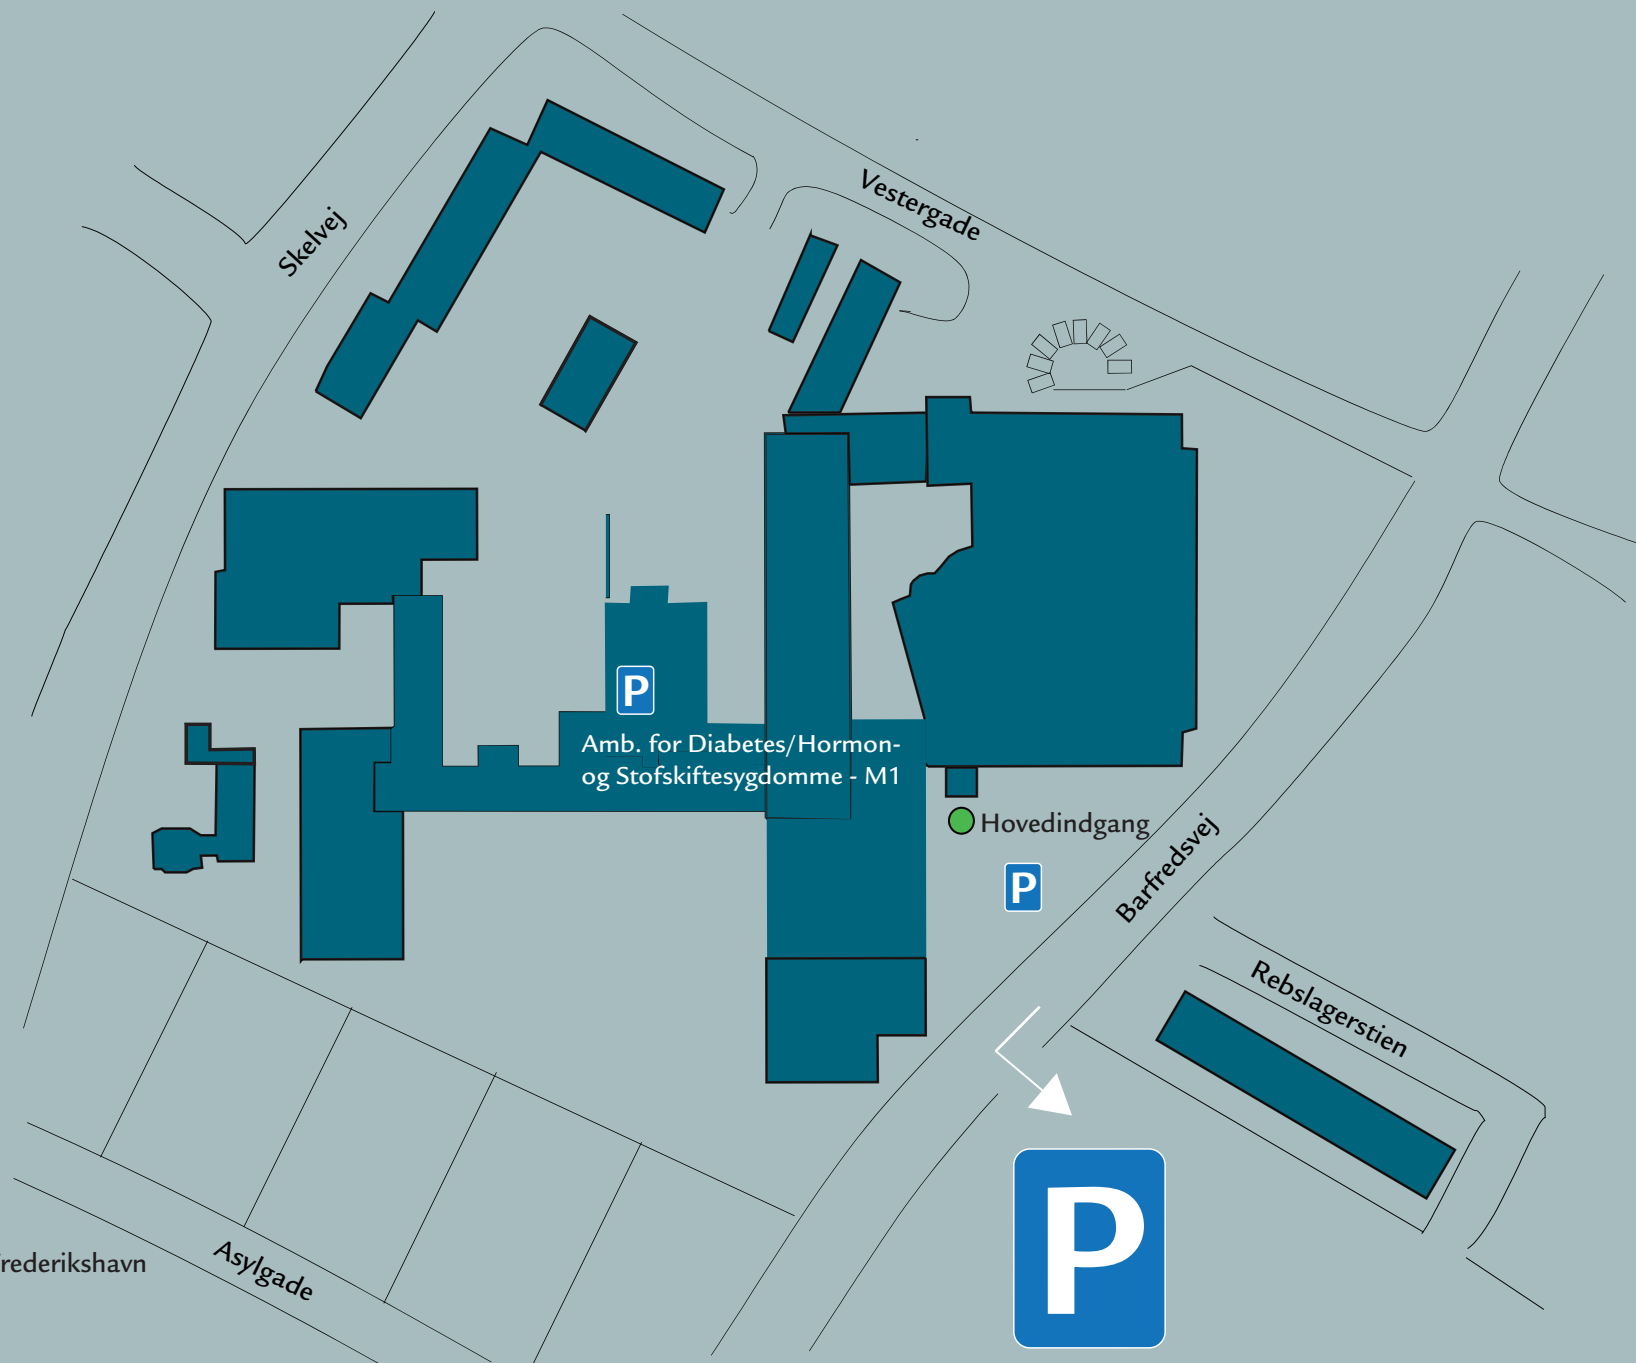 Vestergade
Skelvej
P
Amb. for Diabetes/Hormon-
og Stofskiftesygdomme - M1
Hovedindgang
P
Barfredsvej
Rebslagerstien
P
Asylgade
rederikshavn